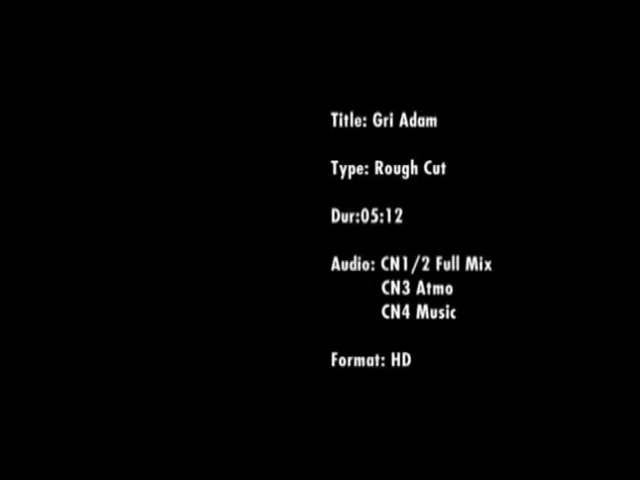 Title: Gri Adam
Type: Rough Cut
Dur:05:12
Audio: CN1/2 Full Mix
CN3 Atmo
CN4 Music
Format: HD